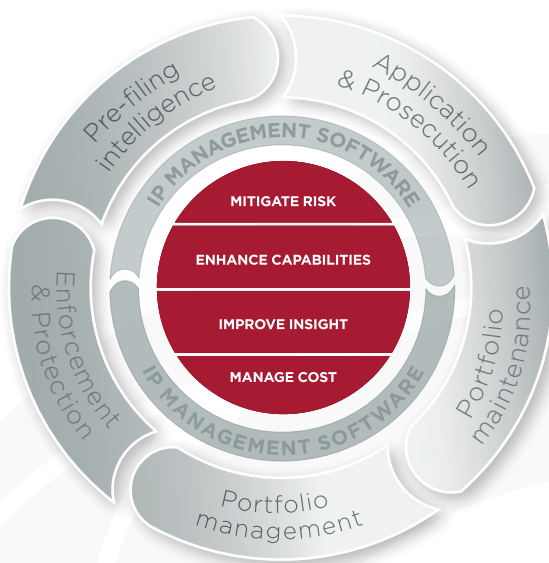 Pre-filing
intelligence
Application
& Prosecution
Portfolio
maintenance
Portfolio
management
Enforcement
& Protection
IP MANAGEMENT SOFTWARE
MITIGATE RISK
ENHANCE CAPABILITIES
IMPROVE INSIGHT
MANAGE COST
IP MANAGEMENT SOFTWARE